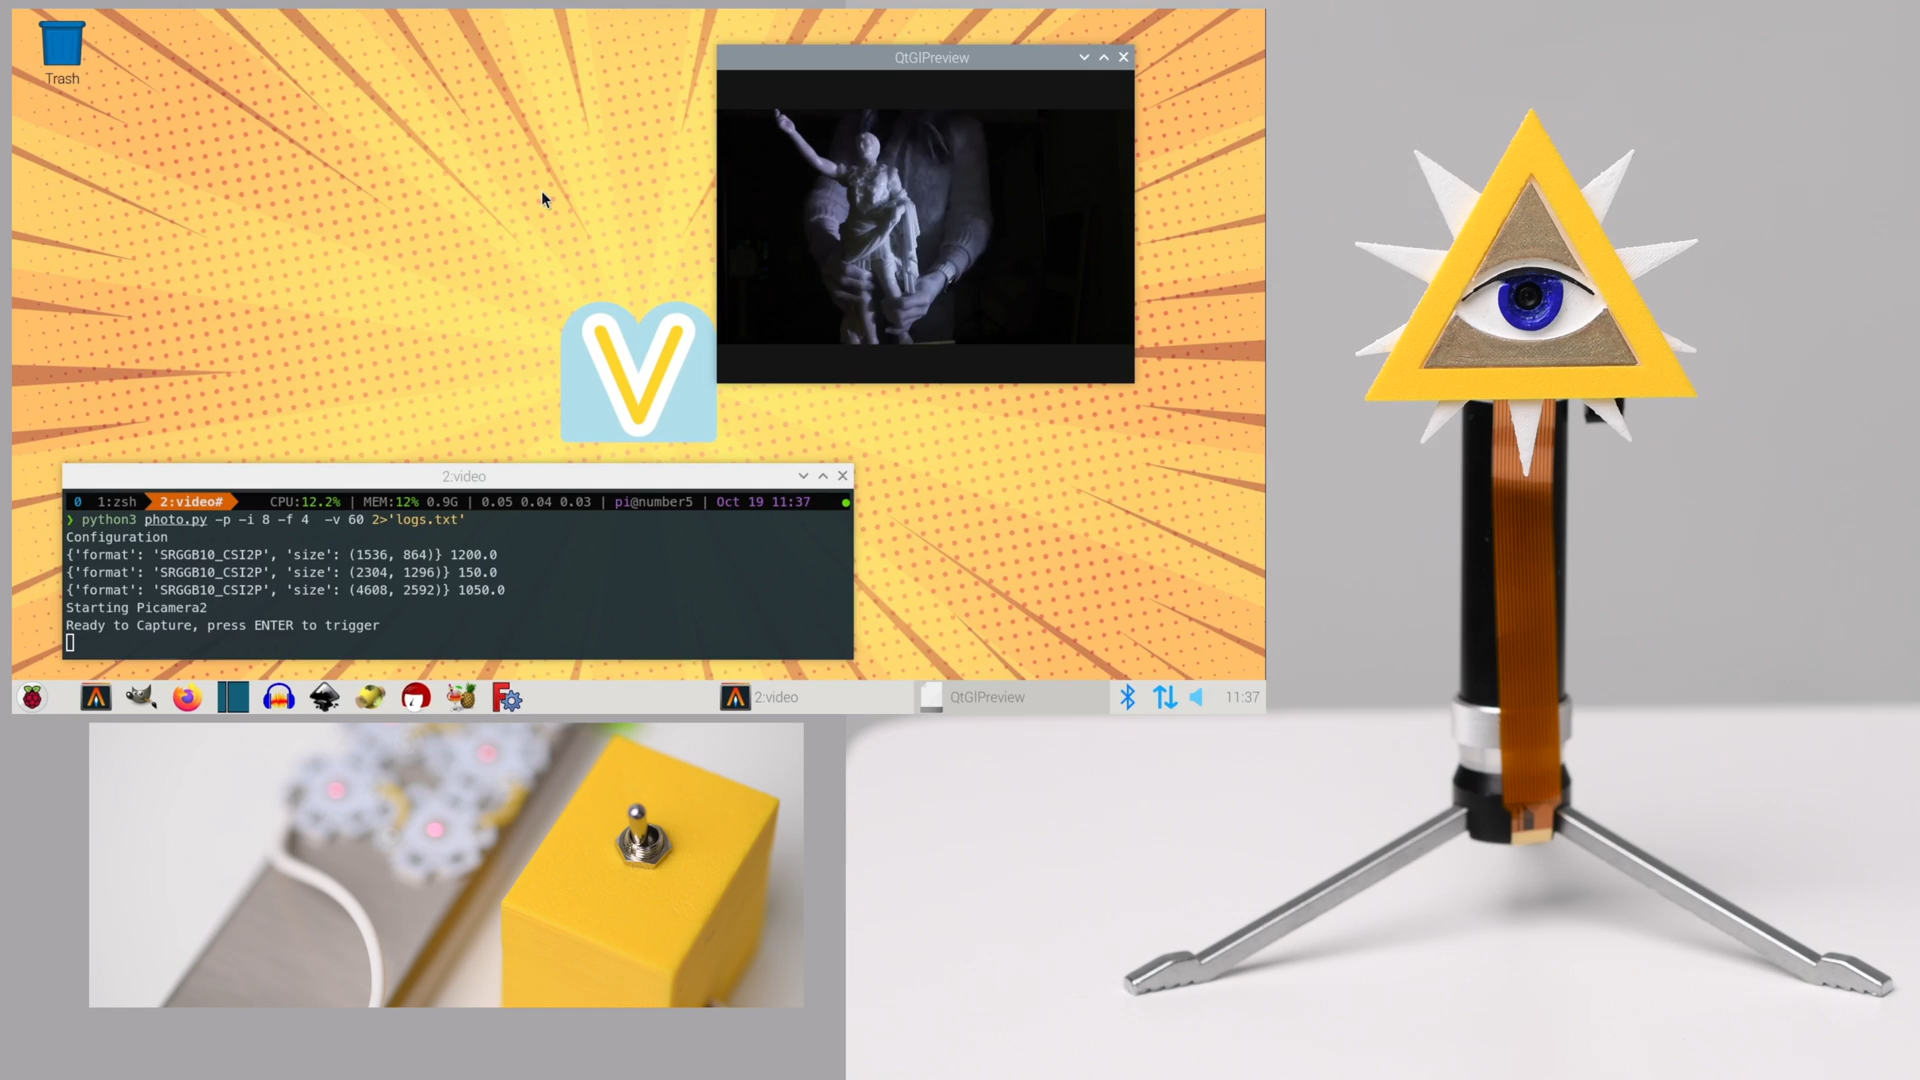 Trash
QtGlPreview
V
2:video
0 1:zsh 2:video# CPU:12.2% | MEM:12% 0.9G | 0.05 0.04 0.03 | pi@number5 | Oct 19 11:37
❯ python3 photo.py -p -i 8 -f 4  -v 60 2>'logs.txt'
Configuration
{'format': 'SRGGB10_CSI2P', 'size': (1536, 864)} 1200.0
{'format': 'SRGGB10_CSI2P', 'size': (2304, 1296)} 150.0
{'format': 'SRGGB10_CSI2P', 'size': (4608, 2592)} 1050.0
Starting Picamera2
Ready to Capture, press ENTER to trigger
2:video QtGlPreview 11:37